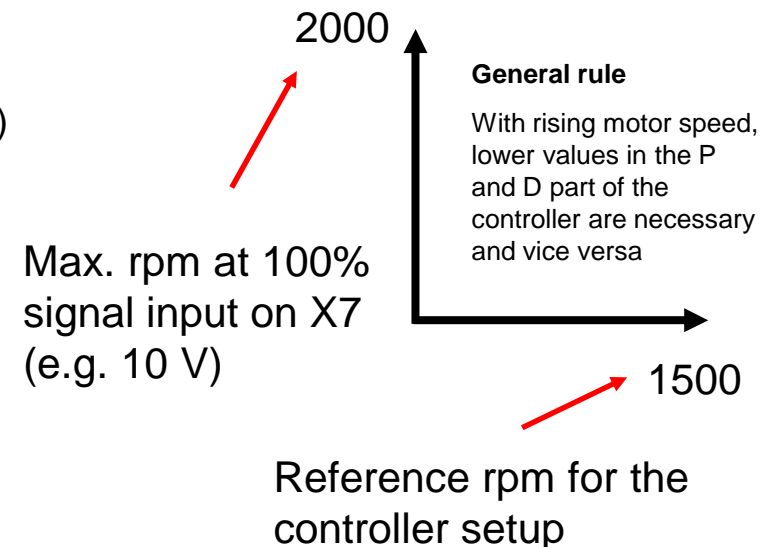 2000
General rule
)
With rising motor speed,
lower values in the P
and D part of the
controller are necessary
and vice versa
Max. rpm at 100%
signal input on X7
(e.g. 10 V)
1500
Reference rpm for the
controller setup